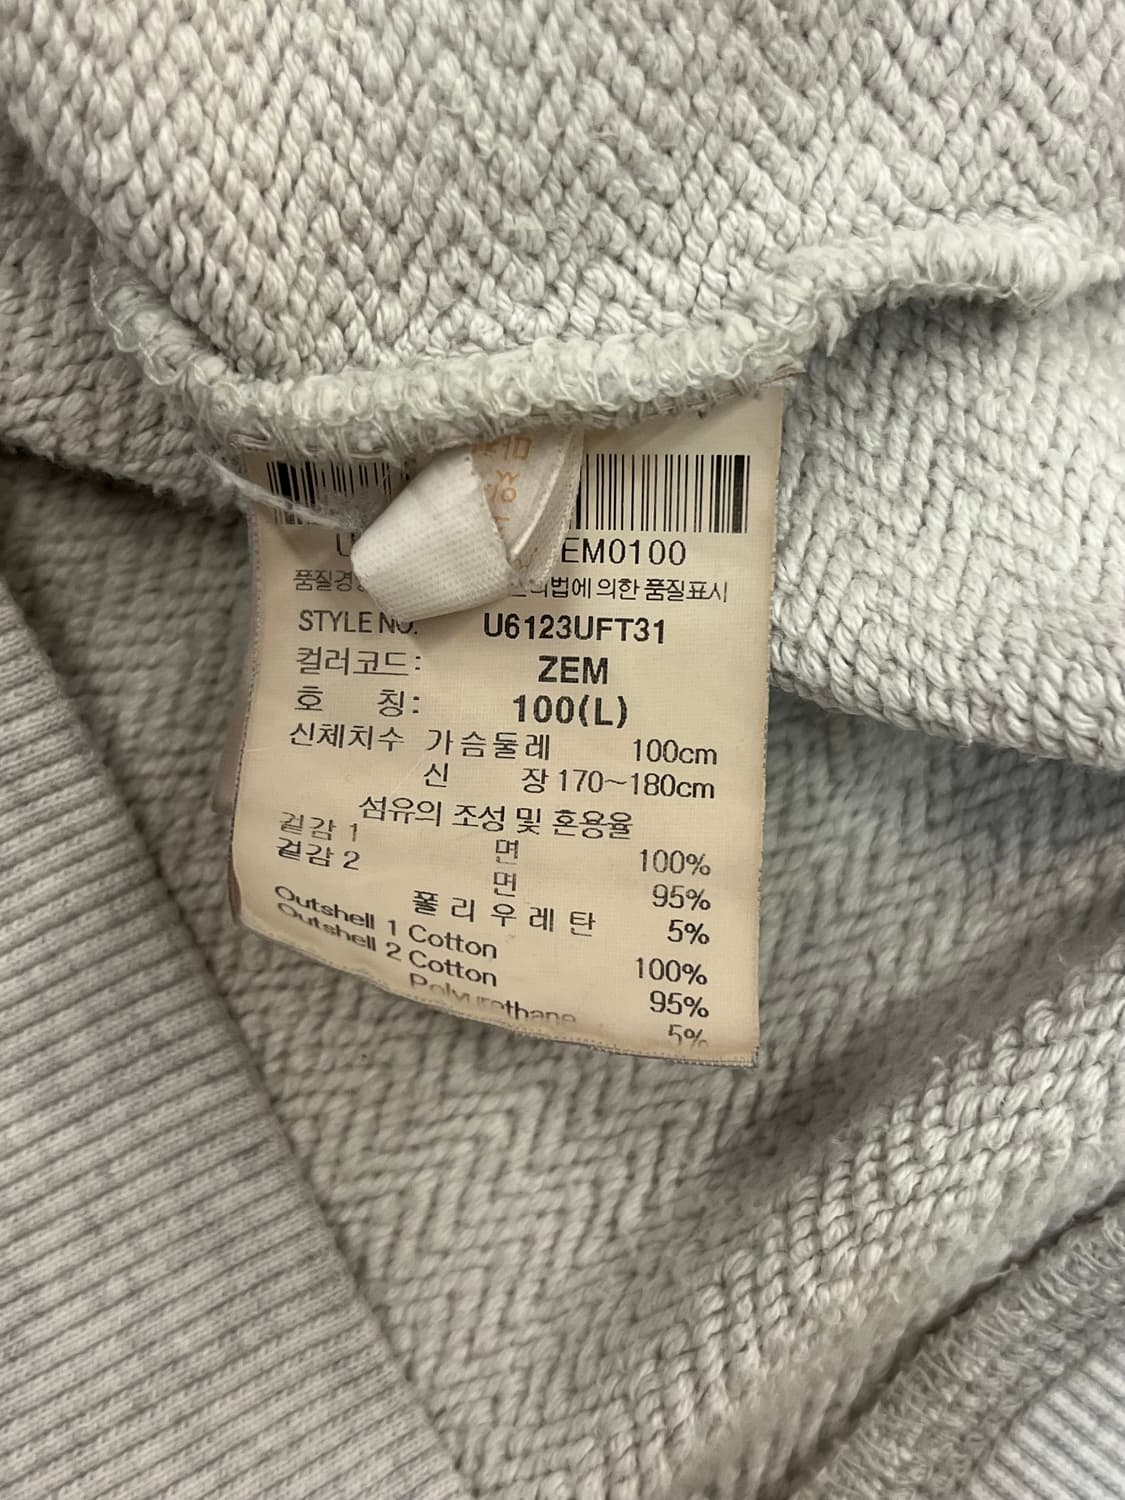 EM0100
의법에 의한 품질표시
STYLE NO. U6123UFT31
컬러코드: ZEM
호 칭: 100(L)
신체치수 가슴둘레 100cm
신 장 170~180cm
섬유의 조성 및 혼용율
겉감 1 면 100%
겉감 2 면 95%
폴리우레탄 5%
Outshell 1 Cotton 100%
Outshell 2 Cotton 95%
Polyurethane 5%